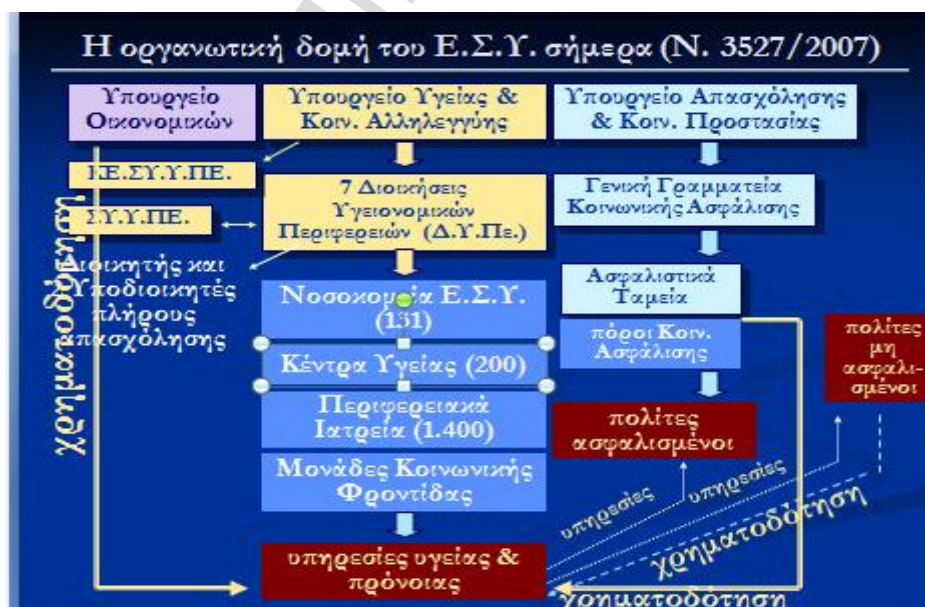 Η οργανωτική δομή του Ε.Σ.Υ. σήμερα (Ν. 3527/2007)
Υπουργείο
Οικονομικών
Υπουργείο Υγείας &
Κοιν. Αλληλεγγύης
Υπουργείο Απασχόλησης
& Κοιν. Προστασίας
ΚΕ.ΣΥ.Υ.ΠΕ.
ΣΥ.Υ.ΠΕ.
7 Διοικήσεις
Υγειονομικών
Περιφερειών (Δ.Υ.Πε.)
Γενική Γραμματεία
Κοινωνικής Ασφάλισης
Διοικητής και
Υποδιοικητές
πλήρους
απασχόλησης
χρηματοδότηση
Νοσοκομεία Ε.Σ.Υ.
(131)
Κέντρα Υγείας (200)
Περιφερειακά
Ιατρεία (1.400)
Μονάδες Κοινωνικής
Φροντίδας
υπηρεσίες υγείας &
πρόνοιας
Ασφαλιστικά
Ταμεία
πόροι Κοιν.
Ασφάλισης
πολίτες
ασφαλισμένοι
πολίτες
μη
ασφαλι-
σμένοι
υπηρεσίες
υπηρεσίες
χρηματοδότηση
χρηματοδότηση